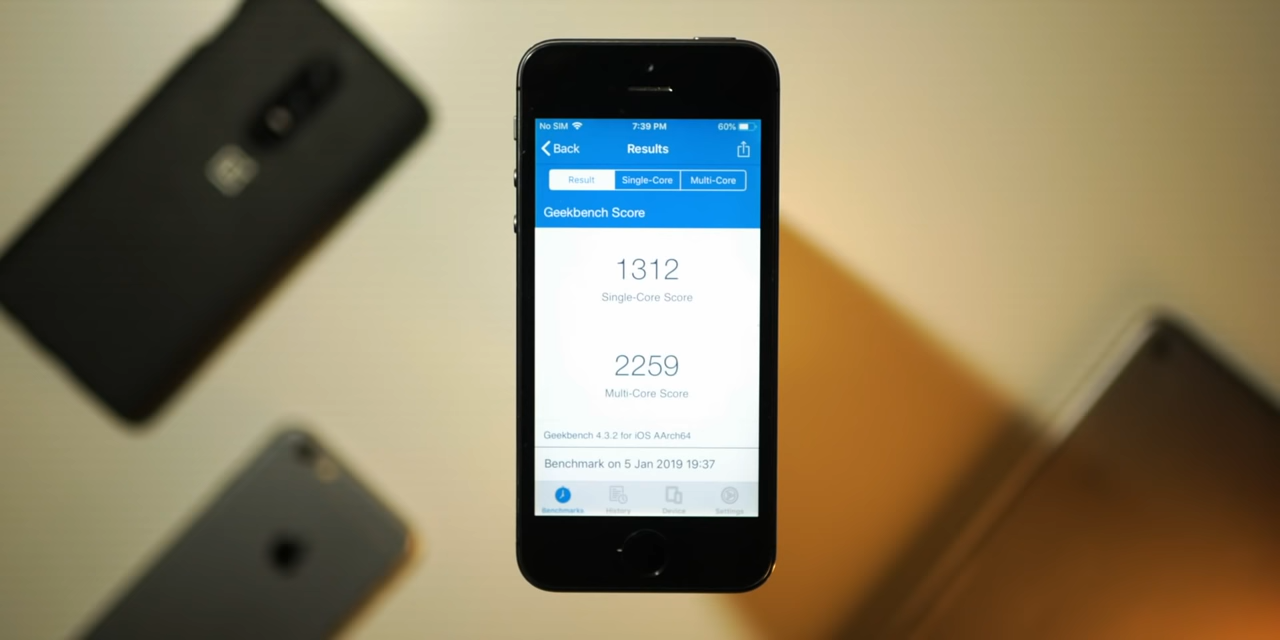 No SIM 7:39 PM 60%
Back Results
Result Single-Core Multi-Core
Geekbench Score
1312
Single-Core Score
2259
Multi-Core Score
Geekbench 4.3.2 for iOS AArch64
Benchmark on 5 Jan 2019 19:37
Benchmarks History Device Settings